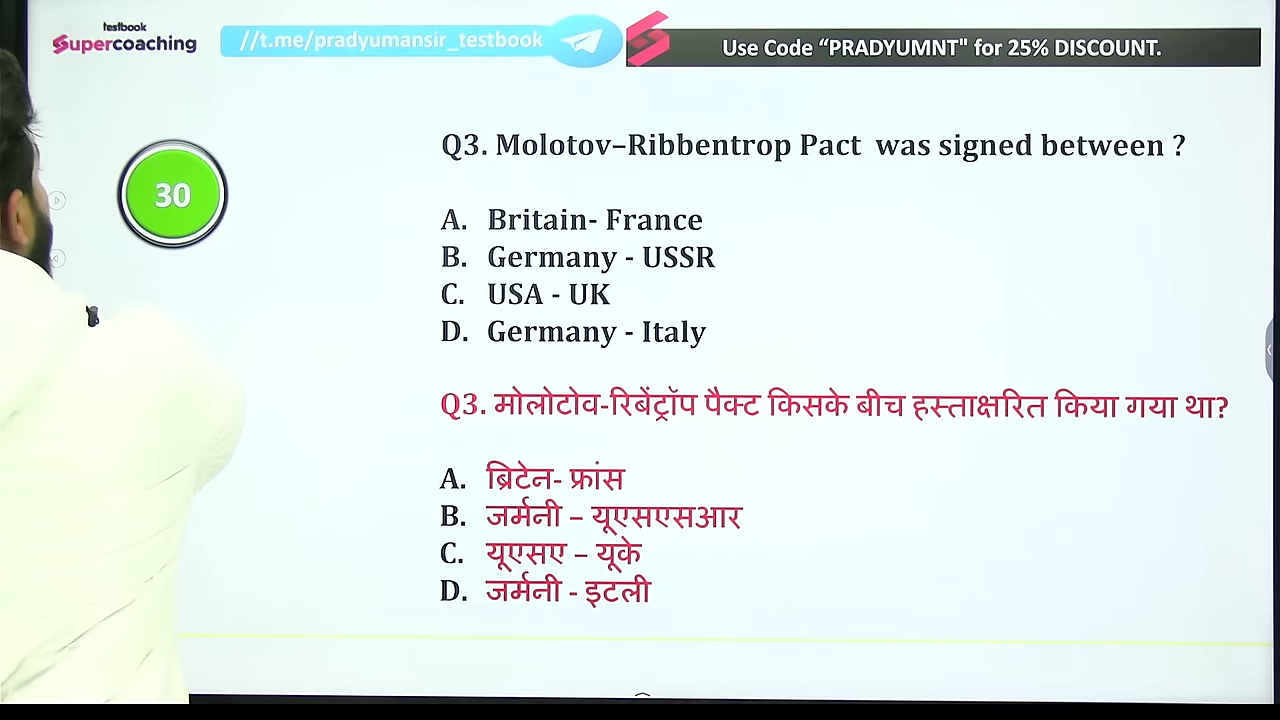 testbook
Supercoaching
//t.me/pradyumansir_testbook
Use Code “PRADYUMNT" for 25% DISCOUNT.
30
Q3. Molotov–Ribbentrop Pact was signed between ?
A. Britain- France
B. Germany - USSR
C. USA - UK
D. Germany - Italy
Q3. मोलोटोव-रिबेंट्रॉप पैक्ट किसके बीच हस्ताक्षरित किया गया था?
A. ब्रिटेन- फ्रांस
B. जर्मनी – यूएसएसआर
C. यूएसए – यूके
D. जर्मनी - इटली